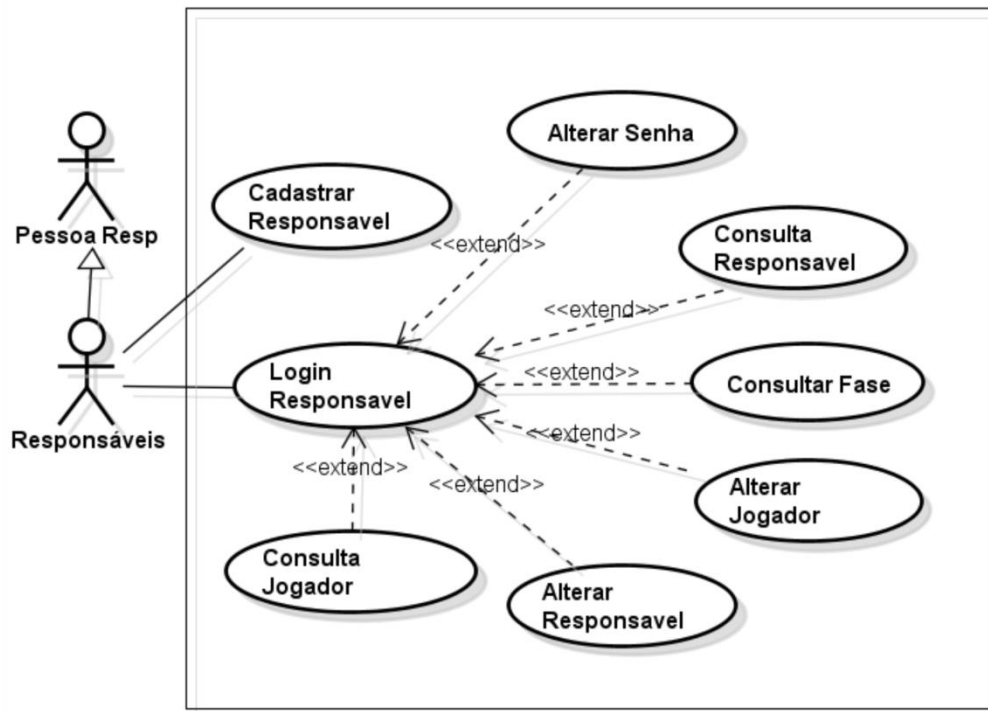 Alterar Senha
Cadastrar
Responsavel
Pessoa Resp
<<extend>>
Consulta
Responsavel
<<extend>>
Login
Responsavel
<<extend>>
Consultar Fase
Responsáveis
<<extend>>
<<extend>>
<<extend>>
Alterar
Jogador
Consulta
Jogador
Alterar
Responsavel